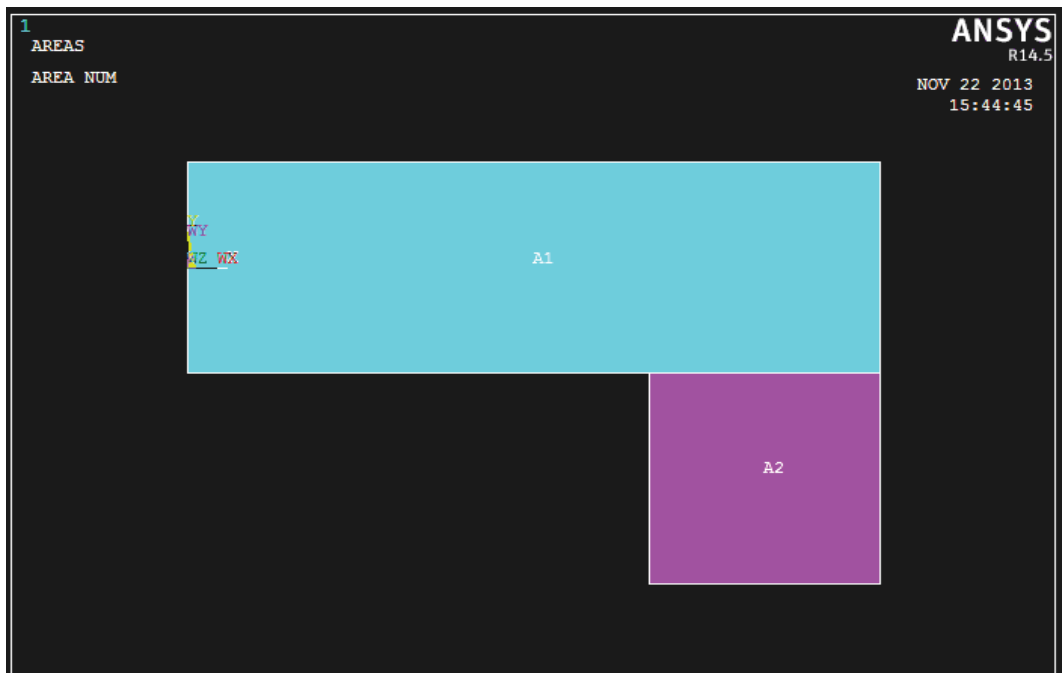 1
AREAS
AREA NUM
ANSYS
R14.5
NOV 22 2013
15:44:45
Y
WY
WZ WX
A1
A2